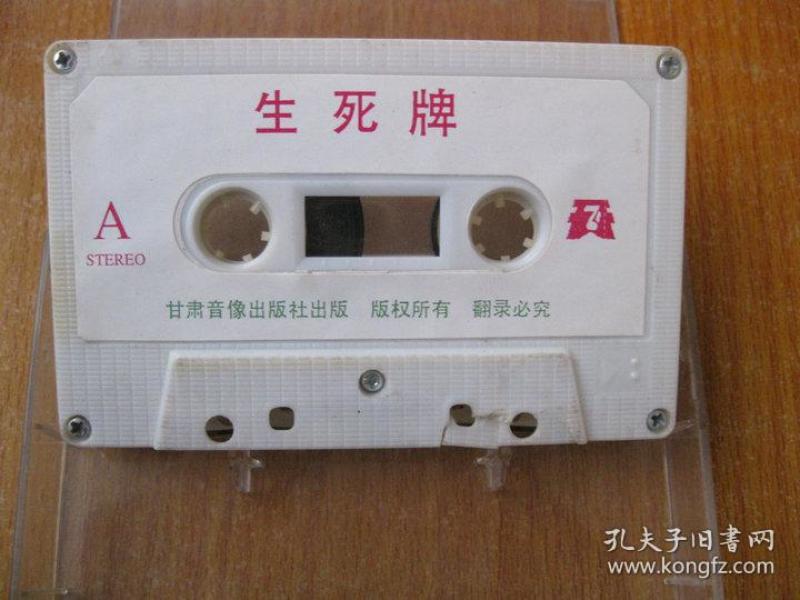 生死牌
A
STEREO
甘肃音像出版社出版 版权所有 翻录必究
孔夫子旧书网
www.kongfz.com